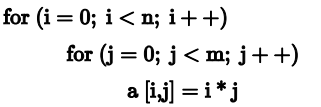 for (i = 0; i < n; i + +)
for (j = 0; j < m; j + +)
a [i,j] = i * j